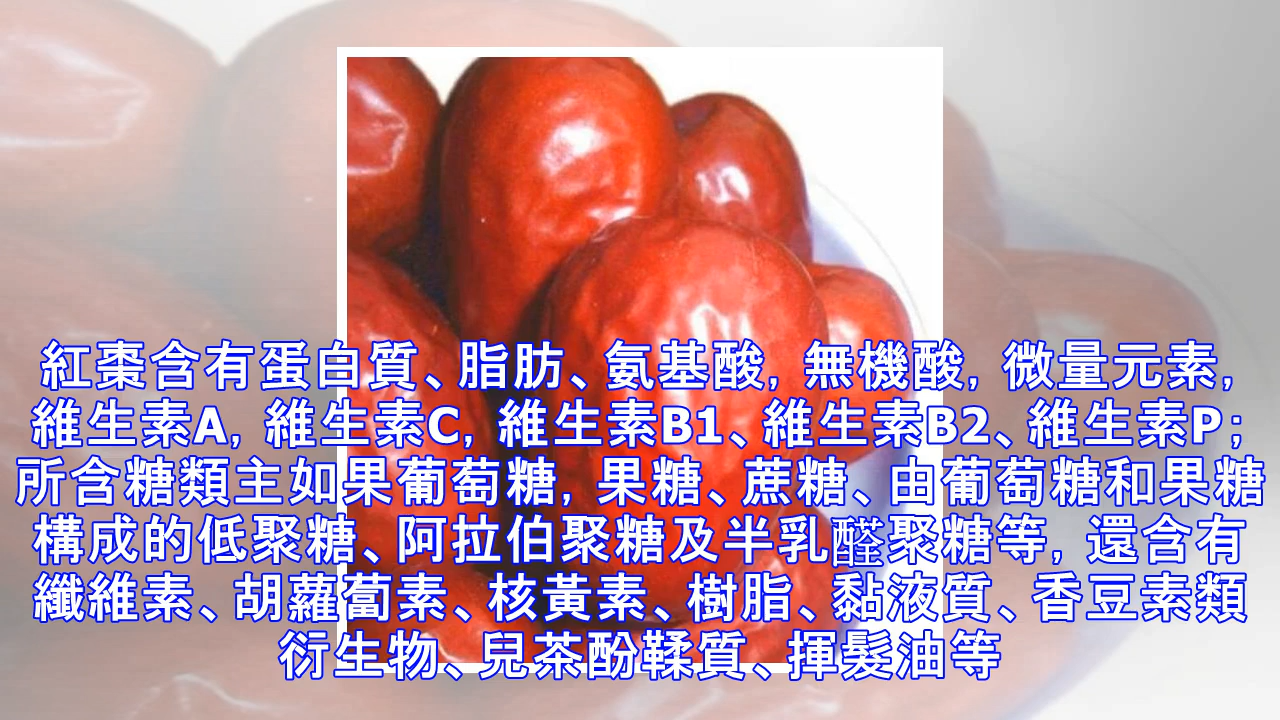 紅棗含有蛋白質、脂肪、氨基酸, 無機酸, 微量元素,
維生素A, 維生素C, 維生素B1、維生素B2、維生素P;
所含糖類主如果葡萄糖, 果糖、蔗糖、由葡萄糖和果糖
構成的低聚糖、阿拉伯聚糖及半乳醛聚糖等, 還含有
纖維素、胡蘿蔔素、核黃素、樹脂、黏液質、香豆素類
衍生物、兒茶酚鞣質、揮髮油等